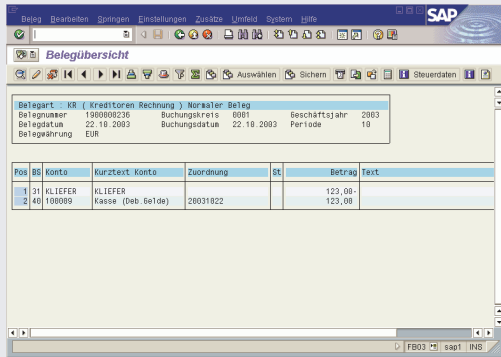 Beleg Bearbeiten Springen Einstellungen Zusätze Umfeld System Hilfe
SAP
Belegübersicht
Auswählen Sichern Steuerdaten
Belegart : KR ( Kreditoren Rechnung ) Normaler Beleg
Belegnummer 1900000236 Buchungskreis 0001 Geschäftsjahr 2003
Belegdatum 22.10.2003 Buchungsdatum 22.10.2003 Periode 10
Belegwährung EUR
Pos BS Konto Kurztext Konto Zuordnung St Betrag Text
1 31 KLIEFER KLIEFER 123,00-
2 40 100009 Kasse (Deb.Gelde) 20031022 123,00
FB03 sap1 INS